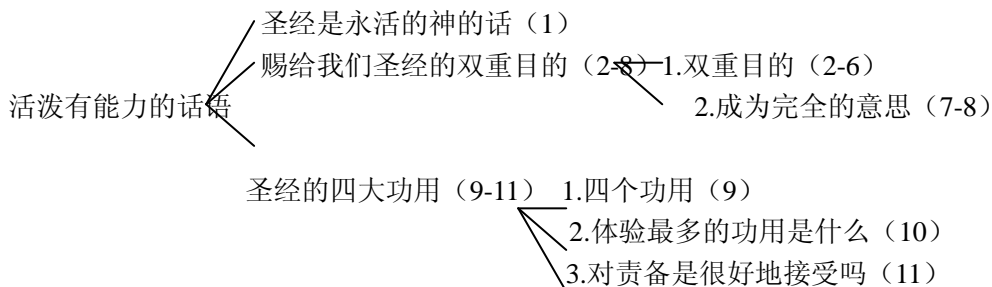 圣经是永活的神的话（1）
赐给我们圣经的双重目的（2-8）1.双重目的（2-6）
活泼有能力的话语
2.成为完全的意思（7-8）
圣经的四大功用（9-11） 1.四个功用（9）
2.体验最多的功用是什么（10）
3.对责备是很好地接受吗（11）